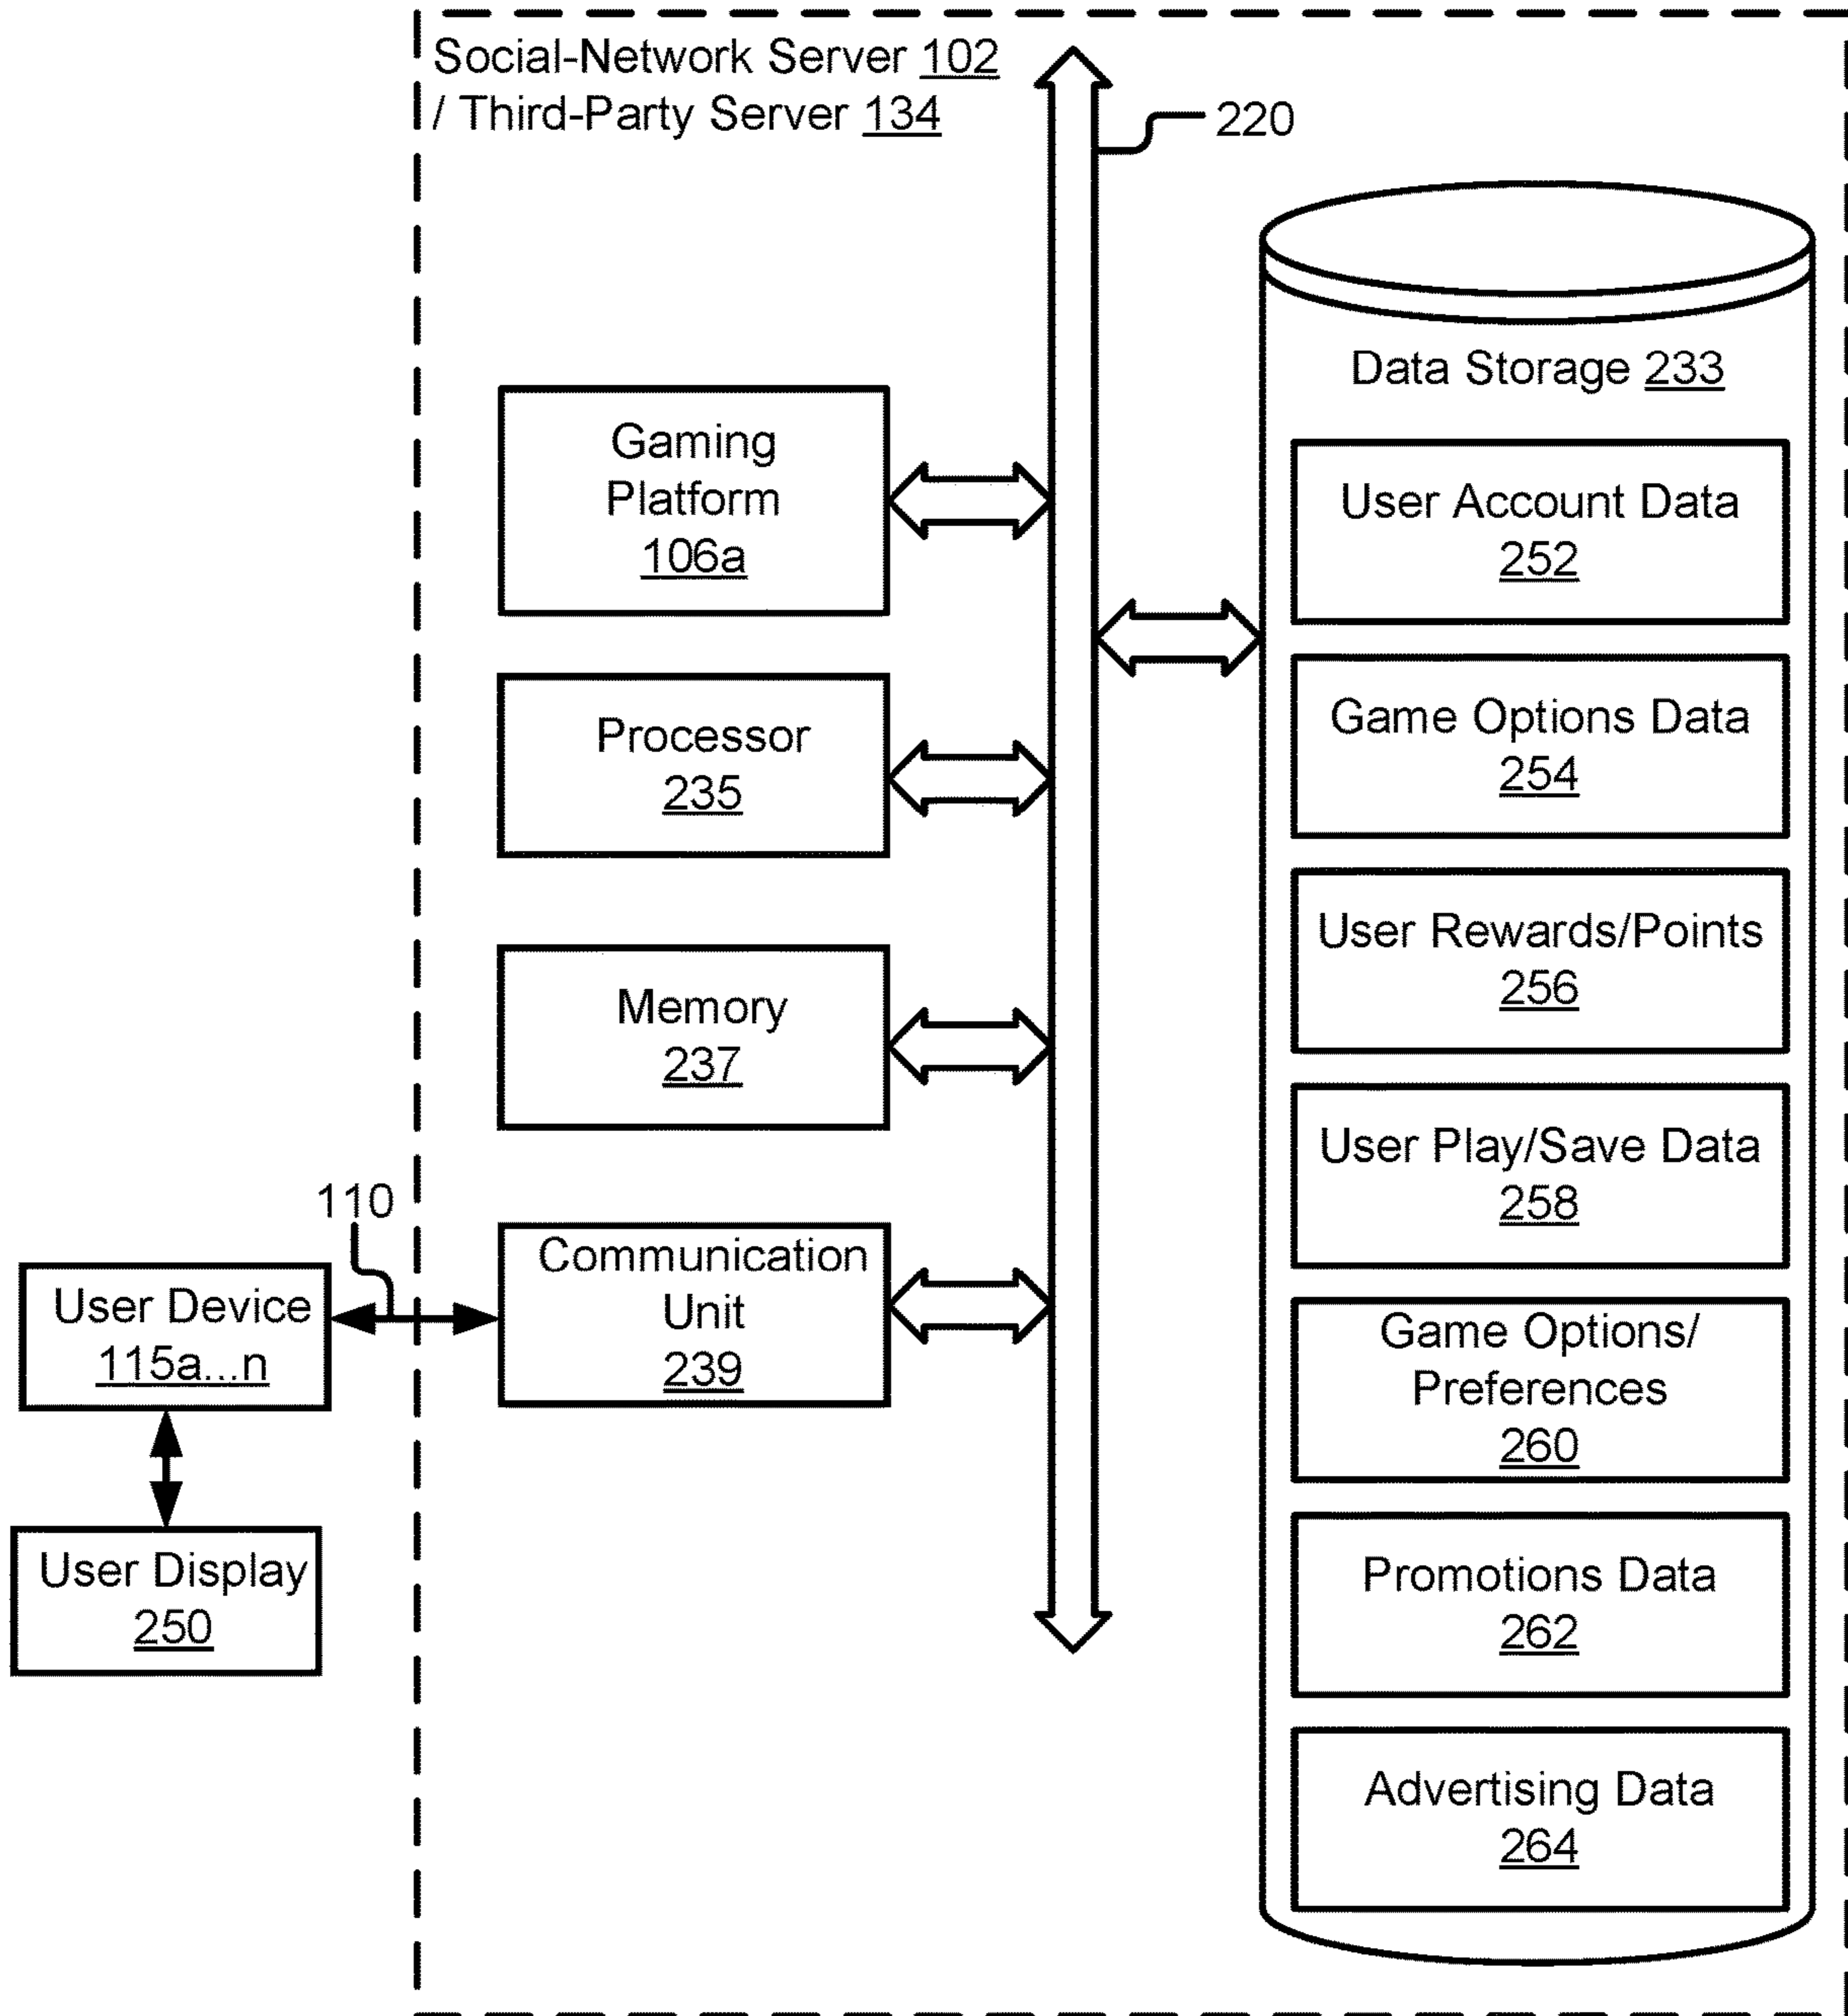 Social-Network Server 102
/ Third-Party Server 134
220
Data Storage 233
Gaming
Platform
106a
User Account Data
252
Processor
235
Game Options Data
254
User Rewards/Points
256
Memory
237
User Play/Save Data
258
110
Communication
Unit
239
User Device
115a...n
Game Options/
Preferences
260
User Display
250
Promotions Data
262
Advertising Data
264